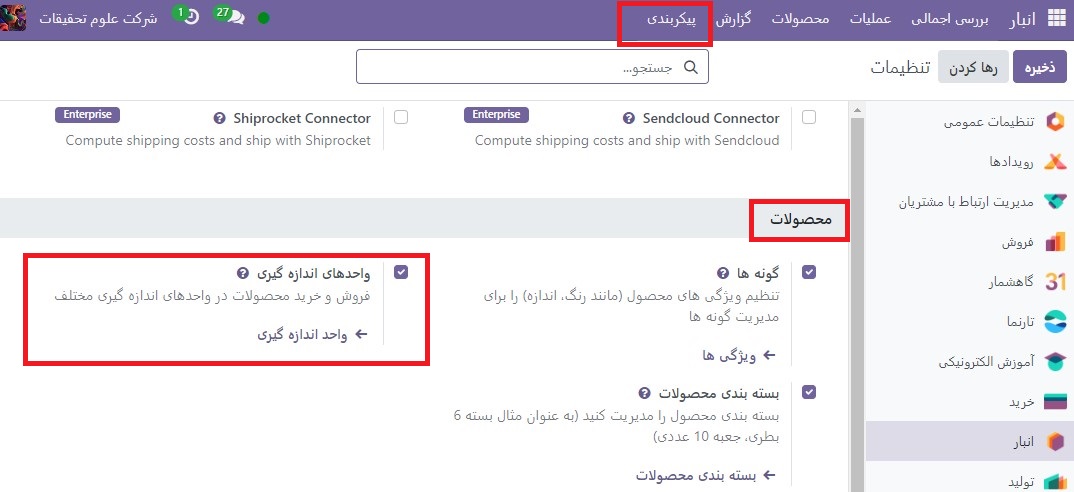 انبار بررسی اجمالی عملیات محصولات گزارش پیکربندی 27 1 شرکت علوم تحقیقات
ذخیره رها کردن تنظیمات
جستجو...
تنظیمات عمومی
رویدادها
مدیریت ارتباط با مشتریان
فروش
گاهشمار
31
تارنما
آموزش الکترونیکی
خرید
انبار
تولید
Sendcloud Connector Enterprise
Compute shipping costs and ship with Sendcloud
Shiprocket Connector Enterprise
Compute shipping costs and ship with Shiprocket
محصولات
گونه ها
تنظیم ویژگی های محصول (مانند رنگ، اندازه) را برای
مدیریت گونه ها
ویژگی ها
واحدهای اندازه گیری
فروش و خرید محصولات در واحدهای اندازه گیری مختلف
واحد اندازه گیری
بسته بندی محصولات
بسته بندی محصول را مدیریت کنید (به عنوان مثال بسته 6
بطری، جعبه 10 عددی)
بسته بندی محصولات